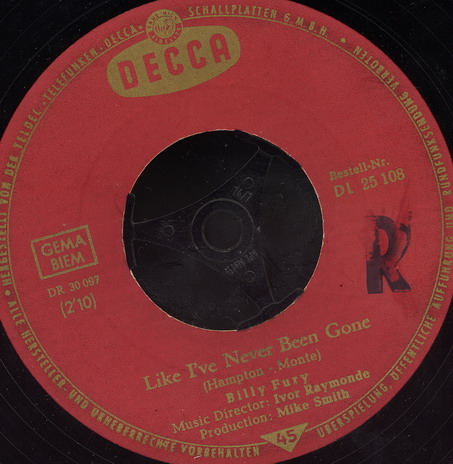 HERGESTELLT VON DER TELDEC · TELEFUNKEN-DECCA· SCHALLPLATTEN G.M.B.H. ★
ALLE HERSTELLER- UND URHEBERRECHTE VORBEHALTEN
ÜBERSPIELUNG, ÖFFENTLICHE AUFFÜHRUNG UND RUNDFUNKSENDUNG VERBOTEN
DECCA
Bestell-Nr.
DL 25 108
GEMA
BIEM
DR 30 097
(2'10)
R
Like I've Never Been Gone
(Hampton - Monte)
Billy Fury
Music Director: Ivor Raymonde
Production: Mike Smith
45